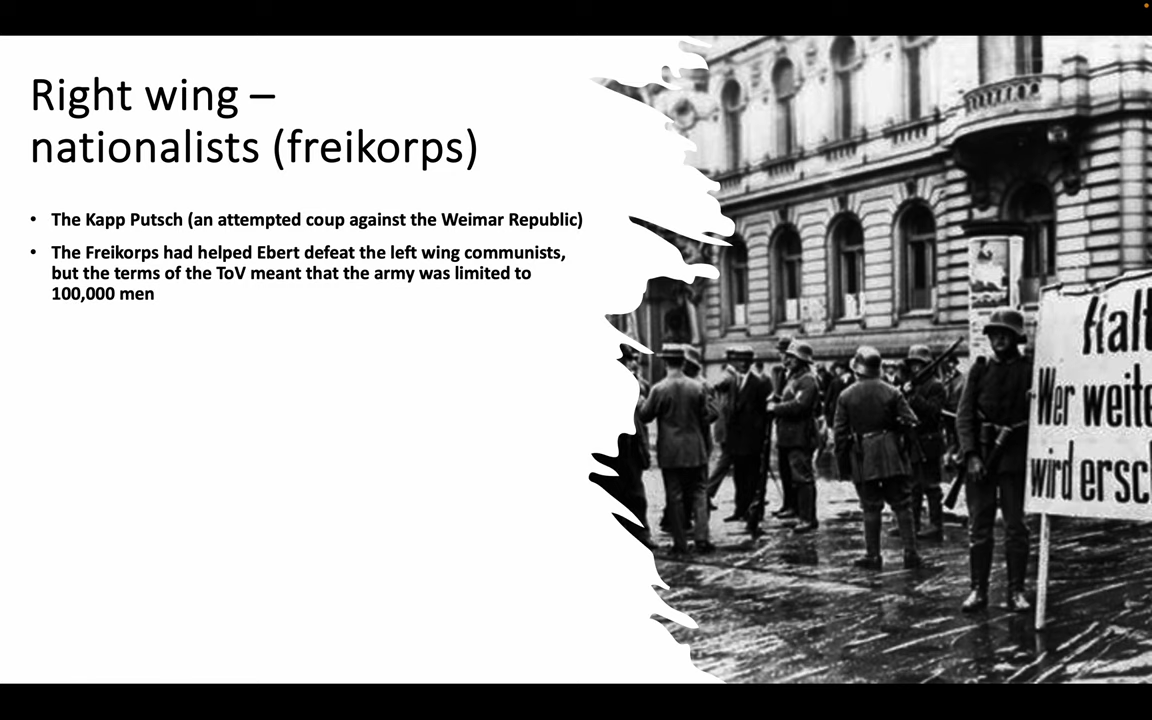 Right wing –
nationalists (freikorps)
• The Kapp Putsch (an attempted coup against the Weimar Republic)
• The Freikorps had helped Ebert defeat the left wing communists,
but the terms of the ToV meant that the army was limited to
100,000 men
Halt
Wer weite
wird ersc